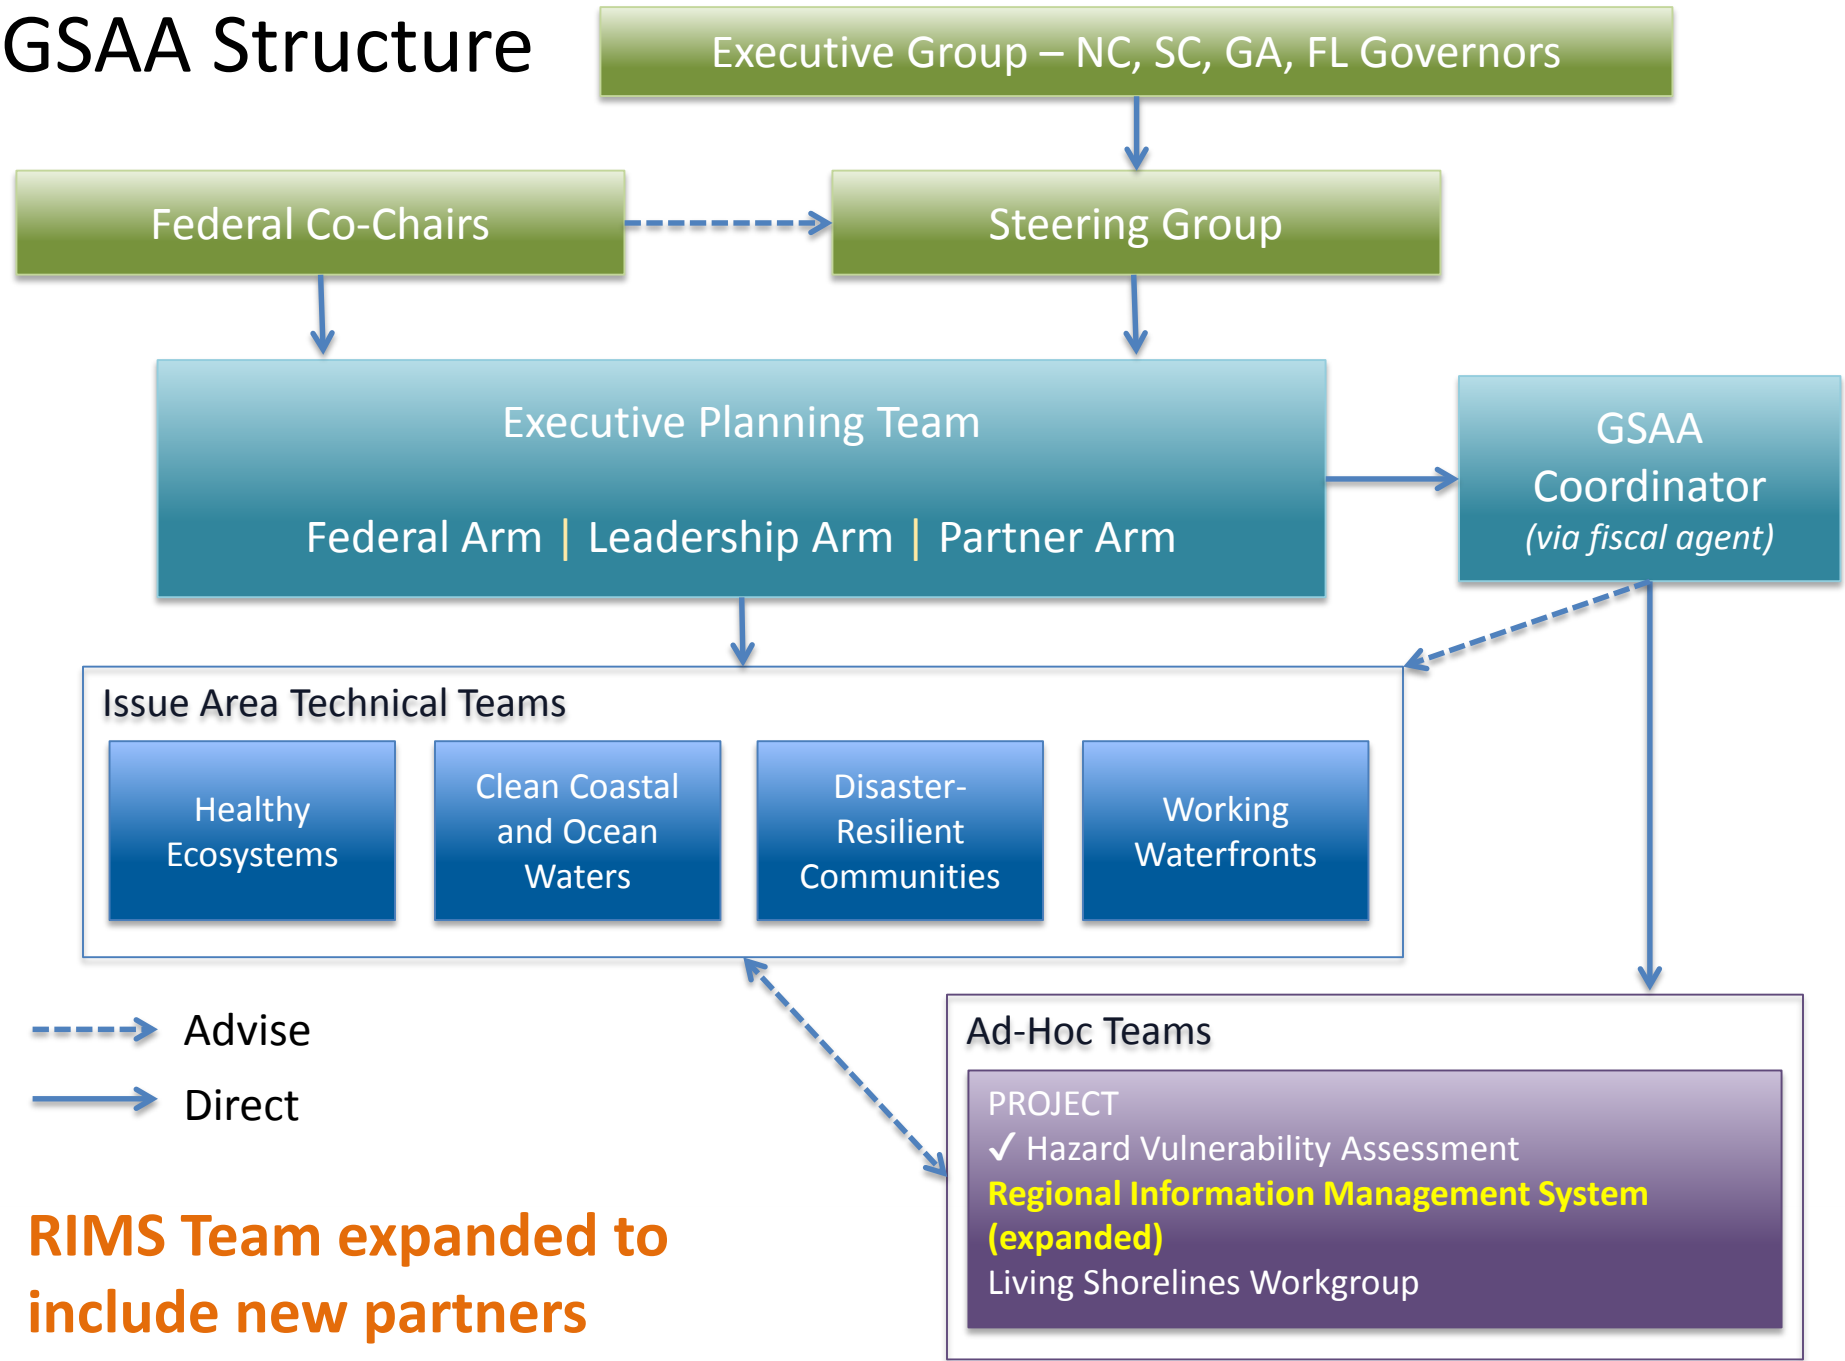 GSAA Structure
Executive Group – NC, SC, GA, FL Governors
Federal Co-Chairs
Steering Group
Executive Planning Team
Federal Arm | Leadership Arm | Partner Arm
GSAA
Coordinator
(via fiscal agent)
Issue Area Technical Teams
Healthy
Ecosystems
Clean Coastal
and Ocean
Waters
Disaster-
Resilient
Communities
Working
Waterfronts
Advise
Direct
Ad-Hoc Teams
PROJECT
✓ Hazard Vulnerability Assessment
Regional Information Management System
(expanded)
Living Shorelines Workgroup
RIMS Team expanded to
include new partners